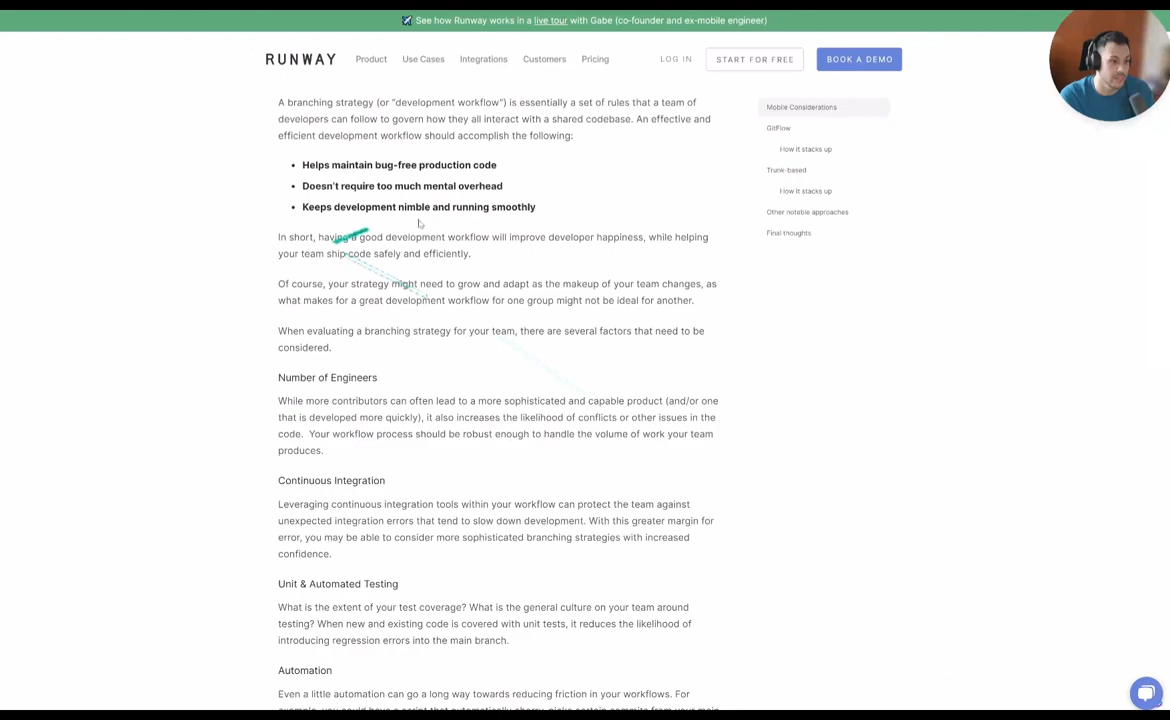 See how Runway works in a live tour with Gabe (co-founder and ex-mobile engineer)
RUNWAY Product Use Cases Integrations Customers Pricing LOG IN START FOR FREE BOOK A DEMO
A branching strategy (or “development workflow”) is essentially a set of rules that a team of
developers can follow to govern how they all interact with a shared codebase. An effective and
efficient development workflow should accomplish the following:
• Helps maintain bug-free production code
• Doesn't require too much mental overhead
• Keeps development nimble and running smoothly
In short, having a good development workflow will improve developer happiness, while helping
your team ship code safely and efficiently.
Of course, your strategy might need to grow and adapt as the makeup of your team changes, as
what makes for a great development workflow for one group might not be ideal for another.
When evaluating a branching strategy for your team, there are several factors that need to be
considered.
Number of Engineers
While more contributors can often lead to a more sophisticated and capable product (and/or one
that is developed more quickly), it also increases the likelihood of conflicts or other issues in the
code. Your workflow process should be robust enough to handle the volume of work your team
produces.
Continuous Integration
Leveraging continuous integration tools within your workflow can protect the team against
unexpected integration errors that tend to slow down development. With this greater margin for
error, you may be able to consider more sophisticated branching strategies with increased
confidence.
Unit & Automated Testing
What is the extent of your test coverage? What is the general culture on your team around
testing? When new and existing code is covered with unit tests, it reduces the likelihood of
introducing regression errors into the main branch.
Automation
Even a little automation can go a long way towards reducing friction in your workflows. For
Mobile Considerations
GitFlow
How it stacks up
Trunk-based
How it stacks up
Other notable approaches
Final thoughts